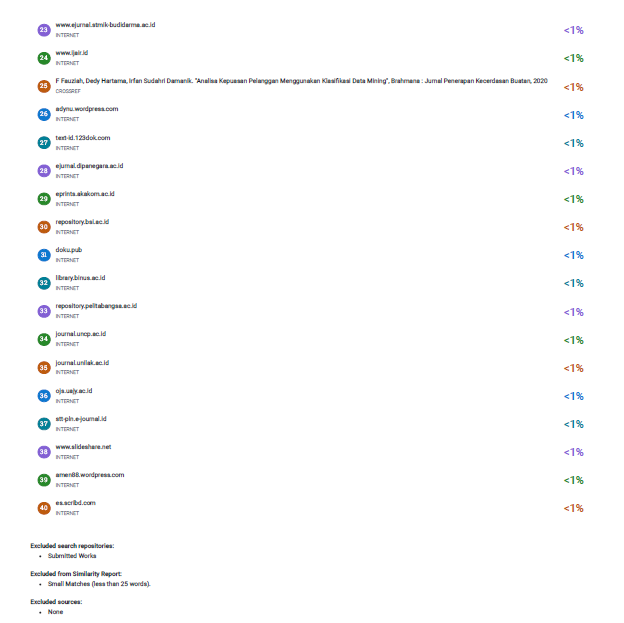 23 www.ejurnal.stmik-budidarma.ac.id <1%
INTERNET
24 www.ijair.id <1%
INTERNET
25 F Fauziah, Dedy Hartama, Irfan Sudahri Damanik. "Analisa Kepuasan Pelanggan Menggunakan Klasifikasi Data Mining", Brahmana : Jurnal Penerapan Kecerdasan Buatan, 2020 <1%
CROSSREF
26 adynu.wordpress.com <1%
INTERNET
27 text-id.123dok.com <1%
INTERNET
28 ejurnal.dipanegara.ac.id <1%
INTERNET
29 eprints.akakom.ac.id <1%
INTERNET
30 repository.bsi.ac.id <1%
INTERNET
31 doku.pub <1%
INTERNET
32 library.binus.ac.id <1%
INTERNET
33 repository.pelitabangsa.ac.id <1%
INTERNET
34 journal.uncp.ac.id <1%
INTERNET
35 journal.unilak.ac.id <1%
INTERNET
36 ojs.uajy.ac.id <1%
INTERNET
37 stt-pln.e-journal.id <1%
INTERNET
38 www.slideshare.net <1%
INTERNET
39 amen88.wordpress.com <1%
INTERNET
40 es.scribd.com <1%
INTERNET
Excluded search repositories:
• Submitted Works
Excluded from Similarity Report:
• Small Matches (less than 25 words).
Excluded sources:
• None